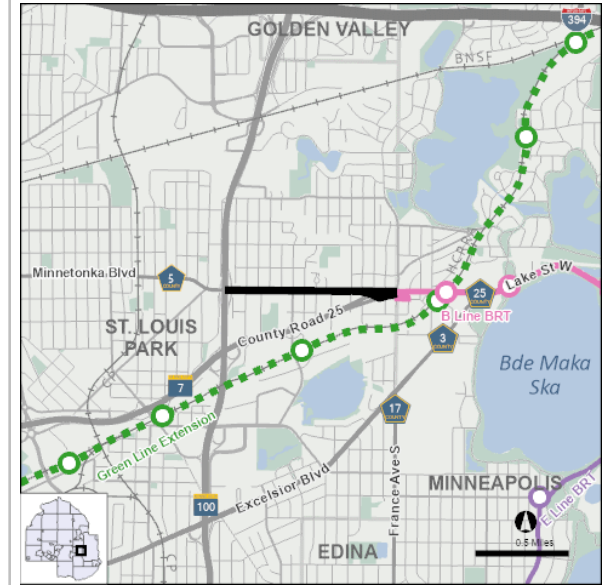 394
GOLDEN VALLEY
BNSF
HCRRA
Minnetonka Blvd
5
COUNTY
Lake St W
25
COUNTY
B Line BRT
County Road 25
ST. LOUIS
PARK
3
COUNTY
7
Bde Maka
Ska
Green Line Extension
17
COUNTY
Excelsior Blvd
France Ave S
MINNEAPOLIS
100
E Line BRT
EDINA
0.5 Miles